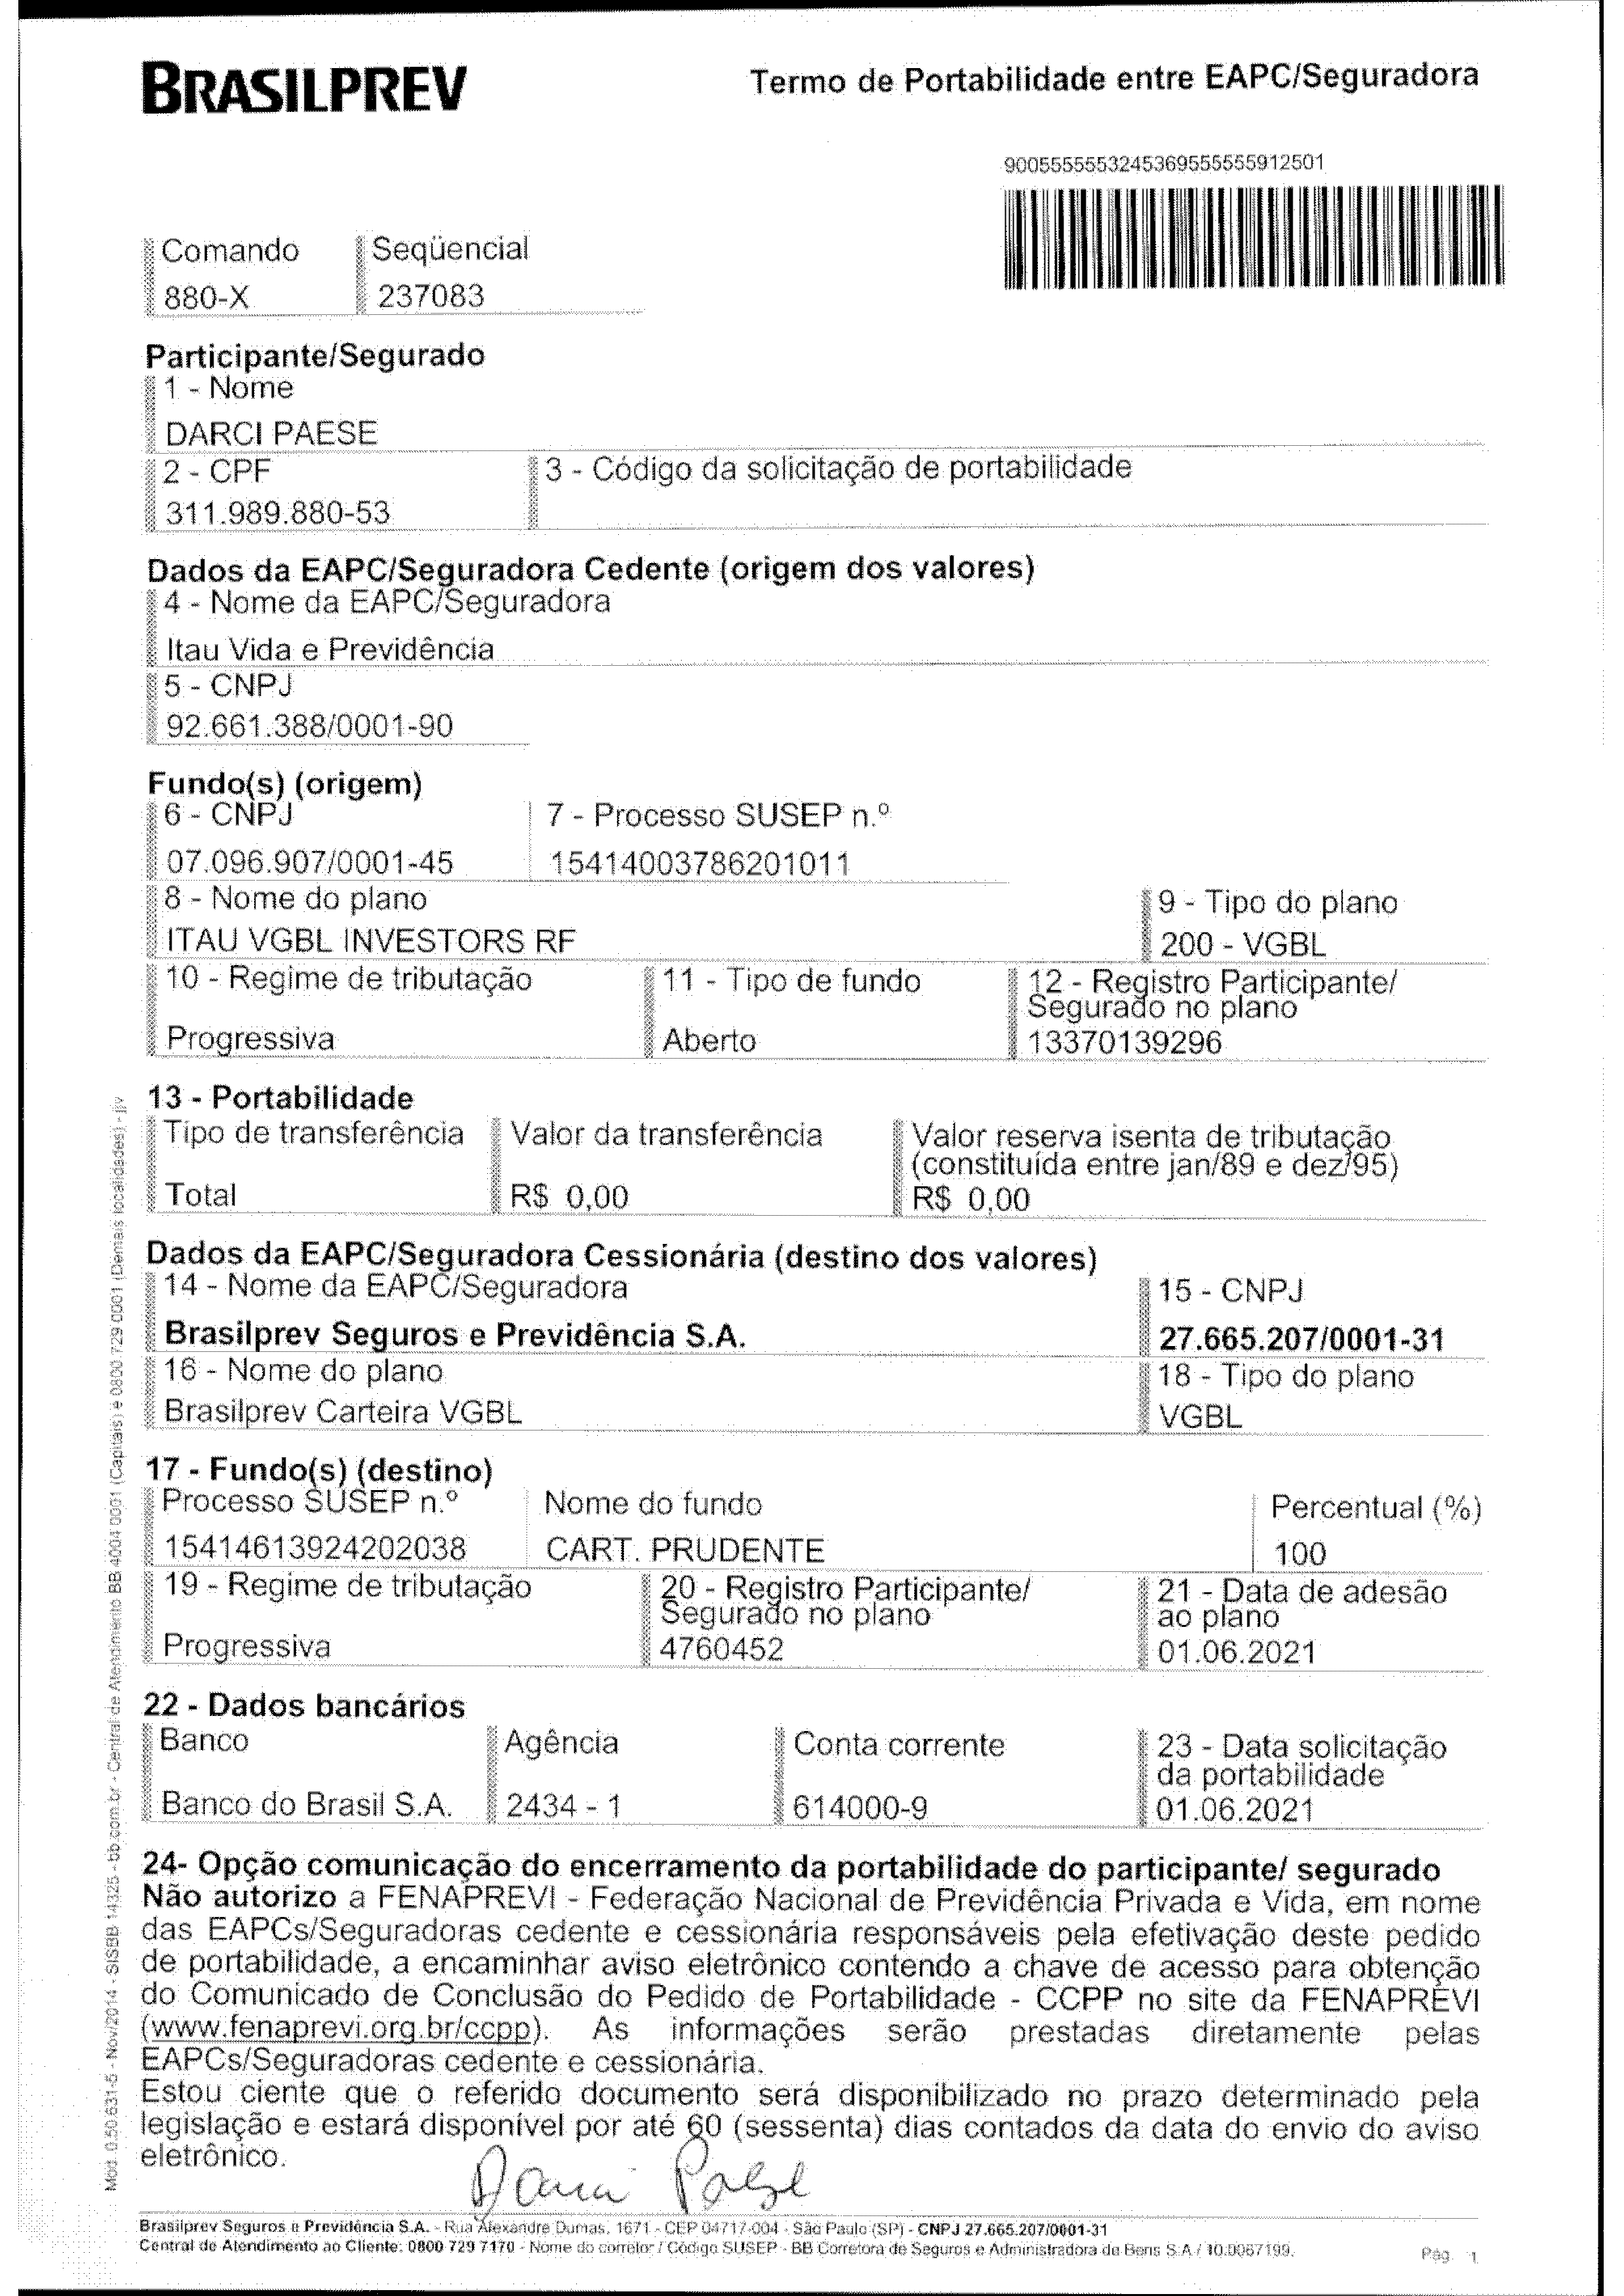 BRASILPREV
Termo de Portabilidade entre EAPC/Seguradora
9005555553245369555555912501
Comando Seqüencial
880-X 237083
Participante/Segurado
1 - Nome
DARCI PAESE
2 - CPF 3 - Código da solicitação de portabilidade
311.989.880-53
Dados da EAPC/Seguradora Cedente (origem dos valores)
4 - Nome da EAPC/Seguradora
Itau Vida e Previdência
5 - CNPJ
92.661.388/0001-90
Fundo(s) (origem)
6 - CNPJ 7 - Processo SUSEP n.º
07.096.907/0001-45 15414003786201011
8 - Nome do plano 9 - Tipo do plano
ITAU VGBL INVESTORS RF 200 - VGBL
10 - Regime de tributação 11 - Tipo de fundo 12 - Registro Participante/
Segurado no plano
Progressiva Aberto 13370139296
13 - Portabilidade
Tipo de transferência Valor da transferência Valor reserva isenta de tributação
(constituída entre jan/89 e dez/95)
Total R$ 0,00 R$ 0,00
Dados da EAPC/Seguradora Cessionária (destino dos valores)
14 - Nome da EAPC/Seguradora 15 - CNPJ
Brasilprev Seguros e Previdência S.A. 27.665.207/0001-31
16 - Nome do plano 18 - Tipo do plano
Brasilprev Carteira VGBL VGBL
17 - Fundo(s) (destino)
Processo SUSEP n.º Nome do fundo Percentual (%)
15414613924202038 CART. PRUDENTE 100
19 - Regime de tributação 20 - Registro Participante/ 21 - Data de adesão
Segurado no plano ao plano
Progressiva 4760452 01.06.2021
22 - Dados bancários
Banco Agência Conta corrente 23 - Data solicitação
da portabilidade
Banco do Brasil S.A. 2434 - 1 614000-9 01.06.2021
24- Opção comunicação do encerramento da portabilidade do participante/ segurado
Não autorizo a FENAPREVI - Federação Nacional de Previdência Privada e Vida, em nome
das EAPCs/Seguradoras cedente e cessionária responsáveis pela efetivação deste pedido
de portabilidade, a encaminhar aviso eletrônico contendo a chave de acesso para obtenção
do Comunicado de Conclusão do Pedido de Portabilidade - CCPP no site da FENAPREVI
(www.fenaprevi.org.br/ccpp). As informações serão prestadas diretamente pelas
EAPCs/Seguradoras cedente e cessionária.
Estou ciente que o referido documento será disponibilizado no prazo determinado pela
legislação e estará disponível por até 60 (sessenta) dias contados da data do envio do aviso
eletrônico.
Darci Paese
Brasilprev Seguros e Previdência S.A. - Rua Alexandre Dumas, 1671 - CEP 04717-004 - São Paulo (SP) - CNPJ 27.665.207/0001-31
Central de Atendimento ao Cliente: 0800 729 7170 - Nome do corretor / Código SUSEP - BB Corretora de Seguros e Administradora de Bens S.A / 10.0067199.
Pág. 1
Mod. 0.50.631-5 - Nov/2014 - SISBB 14325 - bb.com.br - Central de Atendimento BB 4004 0001 (Capitais) e 0800 729 0001 (Demais localidades) - jjv